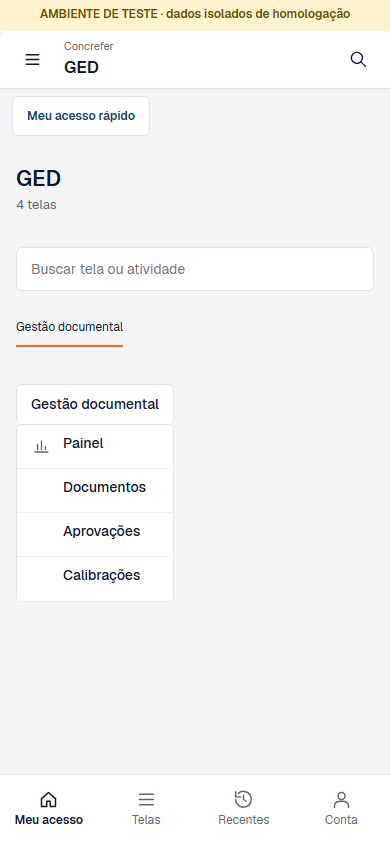 AMBIENTE DE TESTE · dados isolados de homologação
Concrefer
GED
Meu acesso rápido
GED
4 telas
Buscar tela ou atividade
Gestão documental
Gestão documental
Painel
Documentos
Aprovações
Calibrações
Meu acesso
Telas
Recentes
Conta